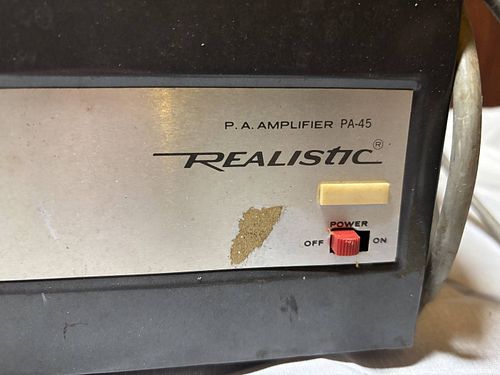 P.A. AMPLIFIER PA-45
REALISTIC®
POWER
OFF ON